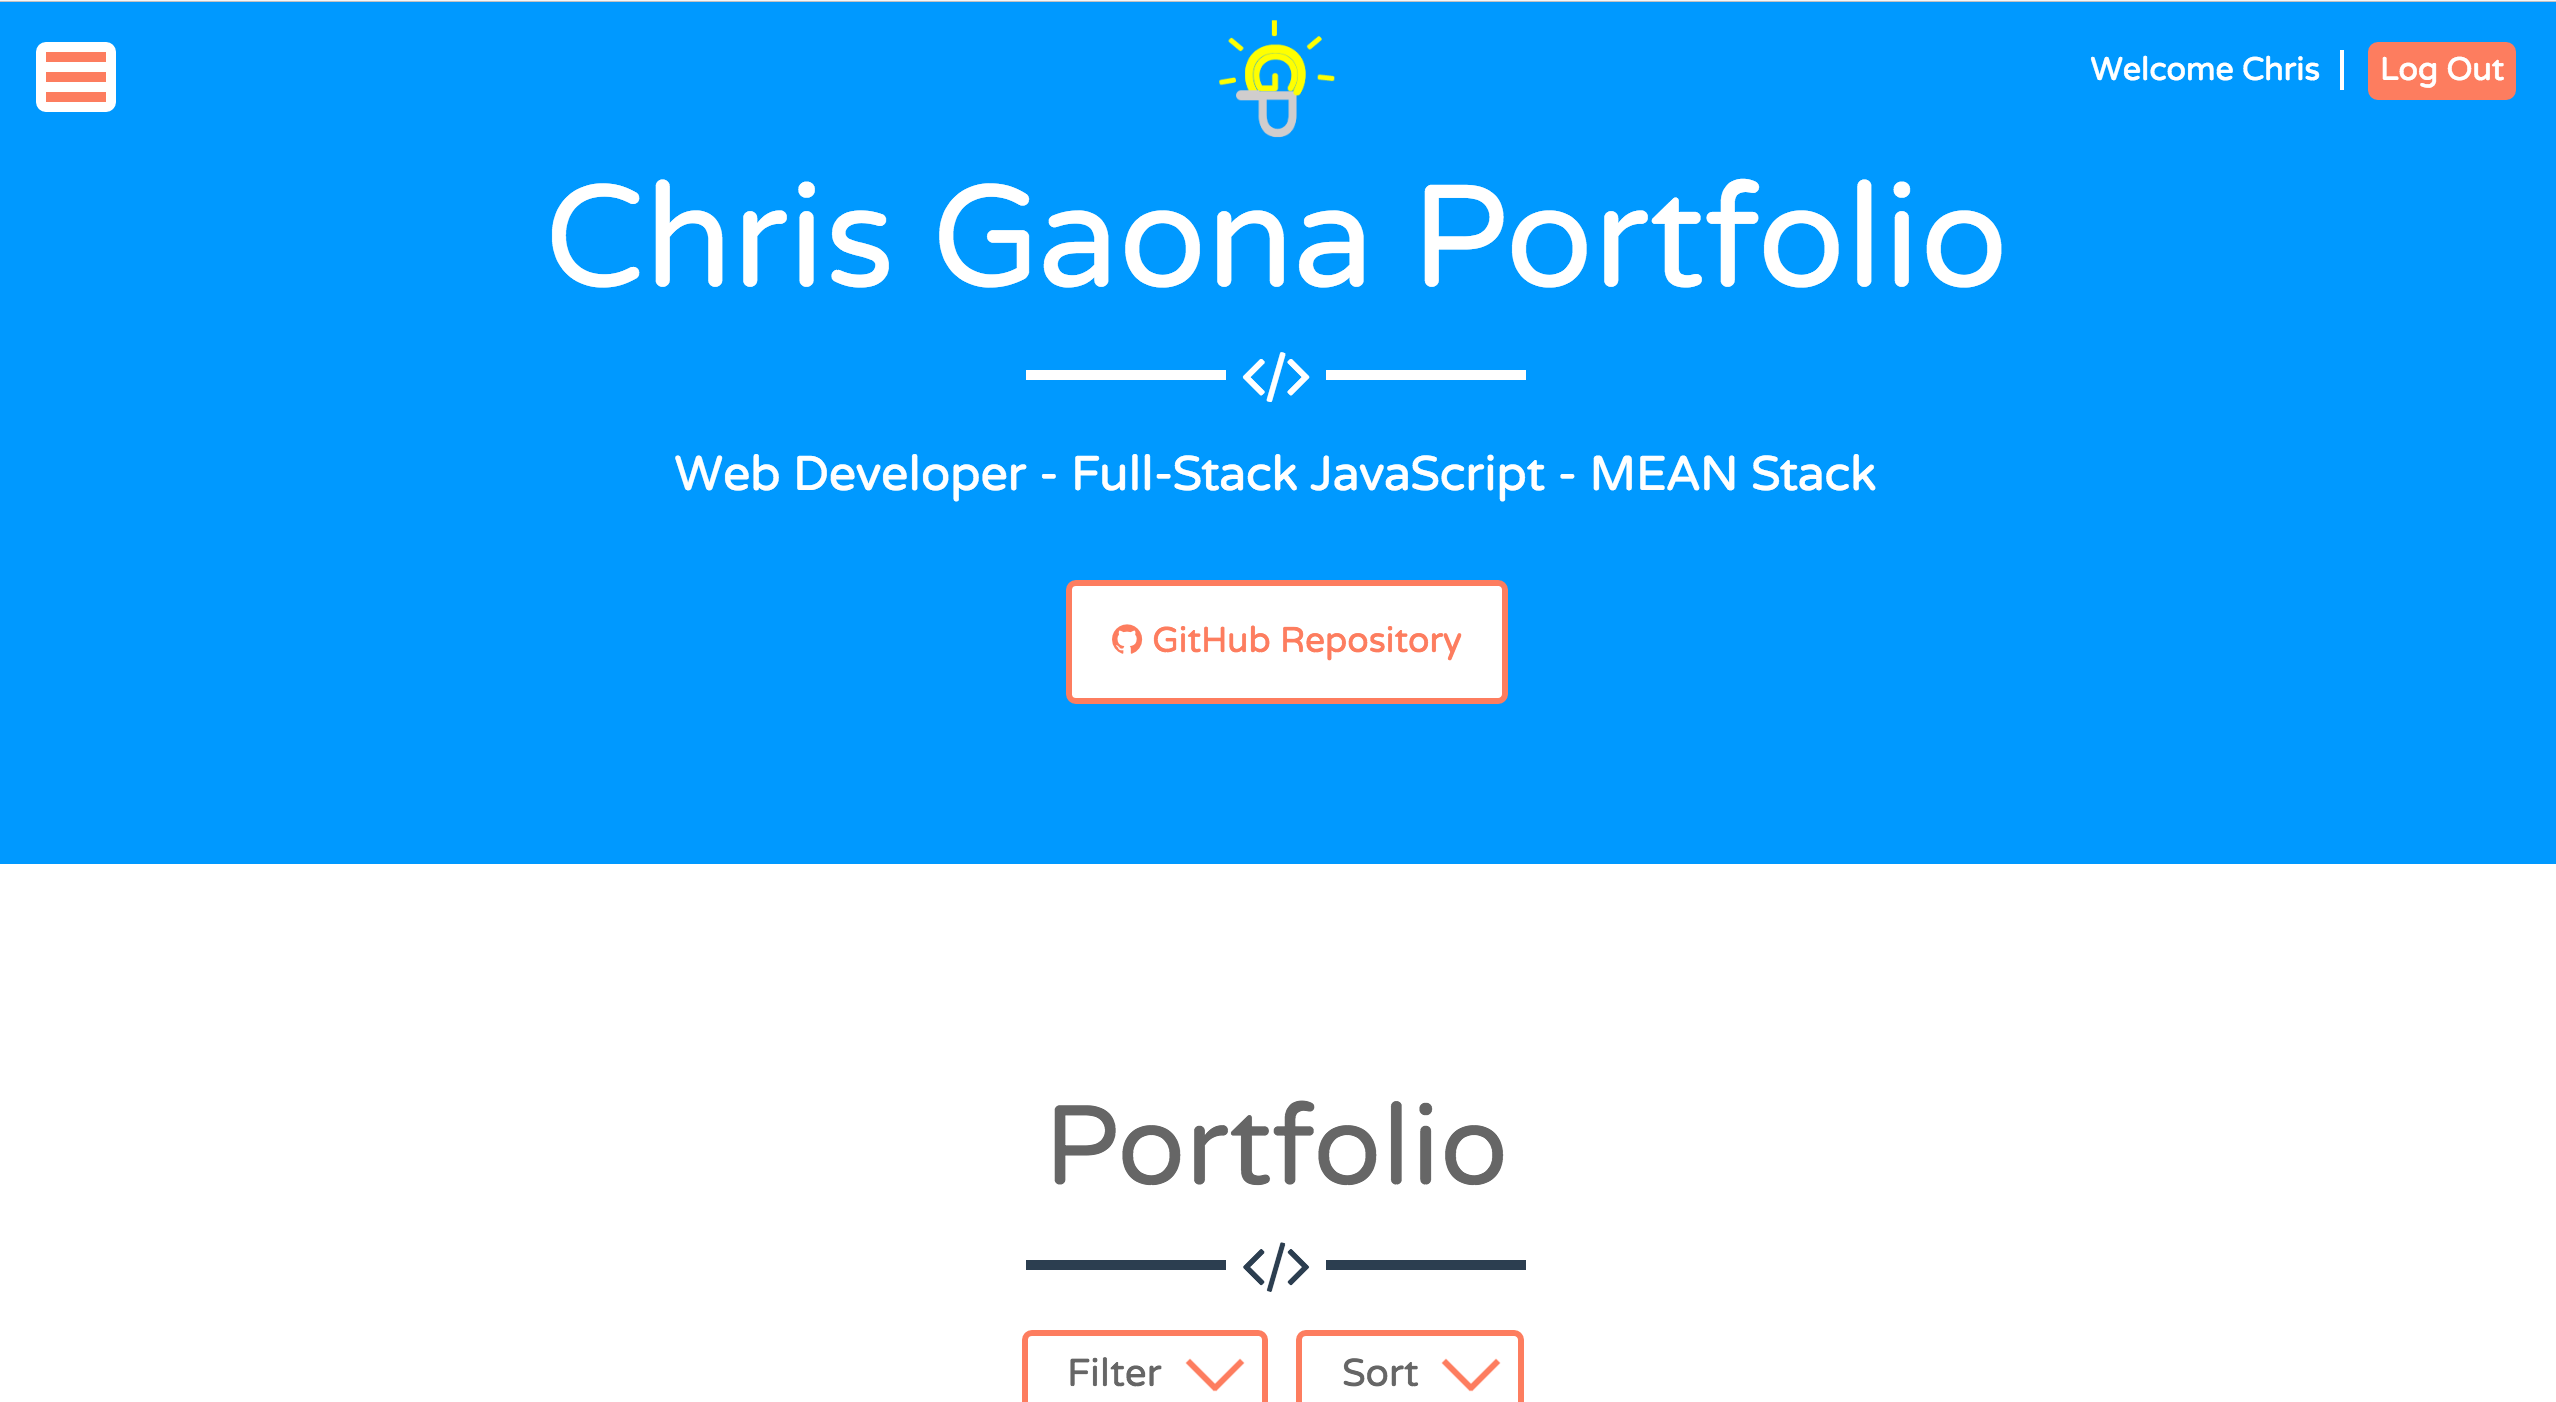 Welcome Chris | Log Out
Chris Gaona Portfolio
</>
Web Developer - Full-Stack JavaScript - MEAN Stack
GitHub Repository
Portfolio
</>
Filter Sort